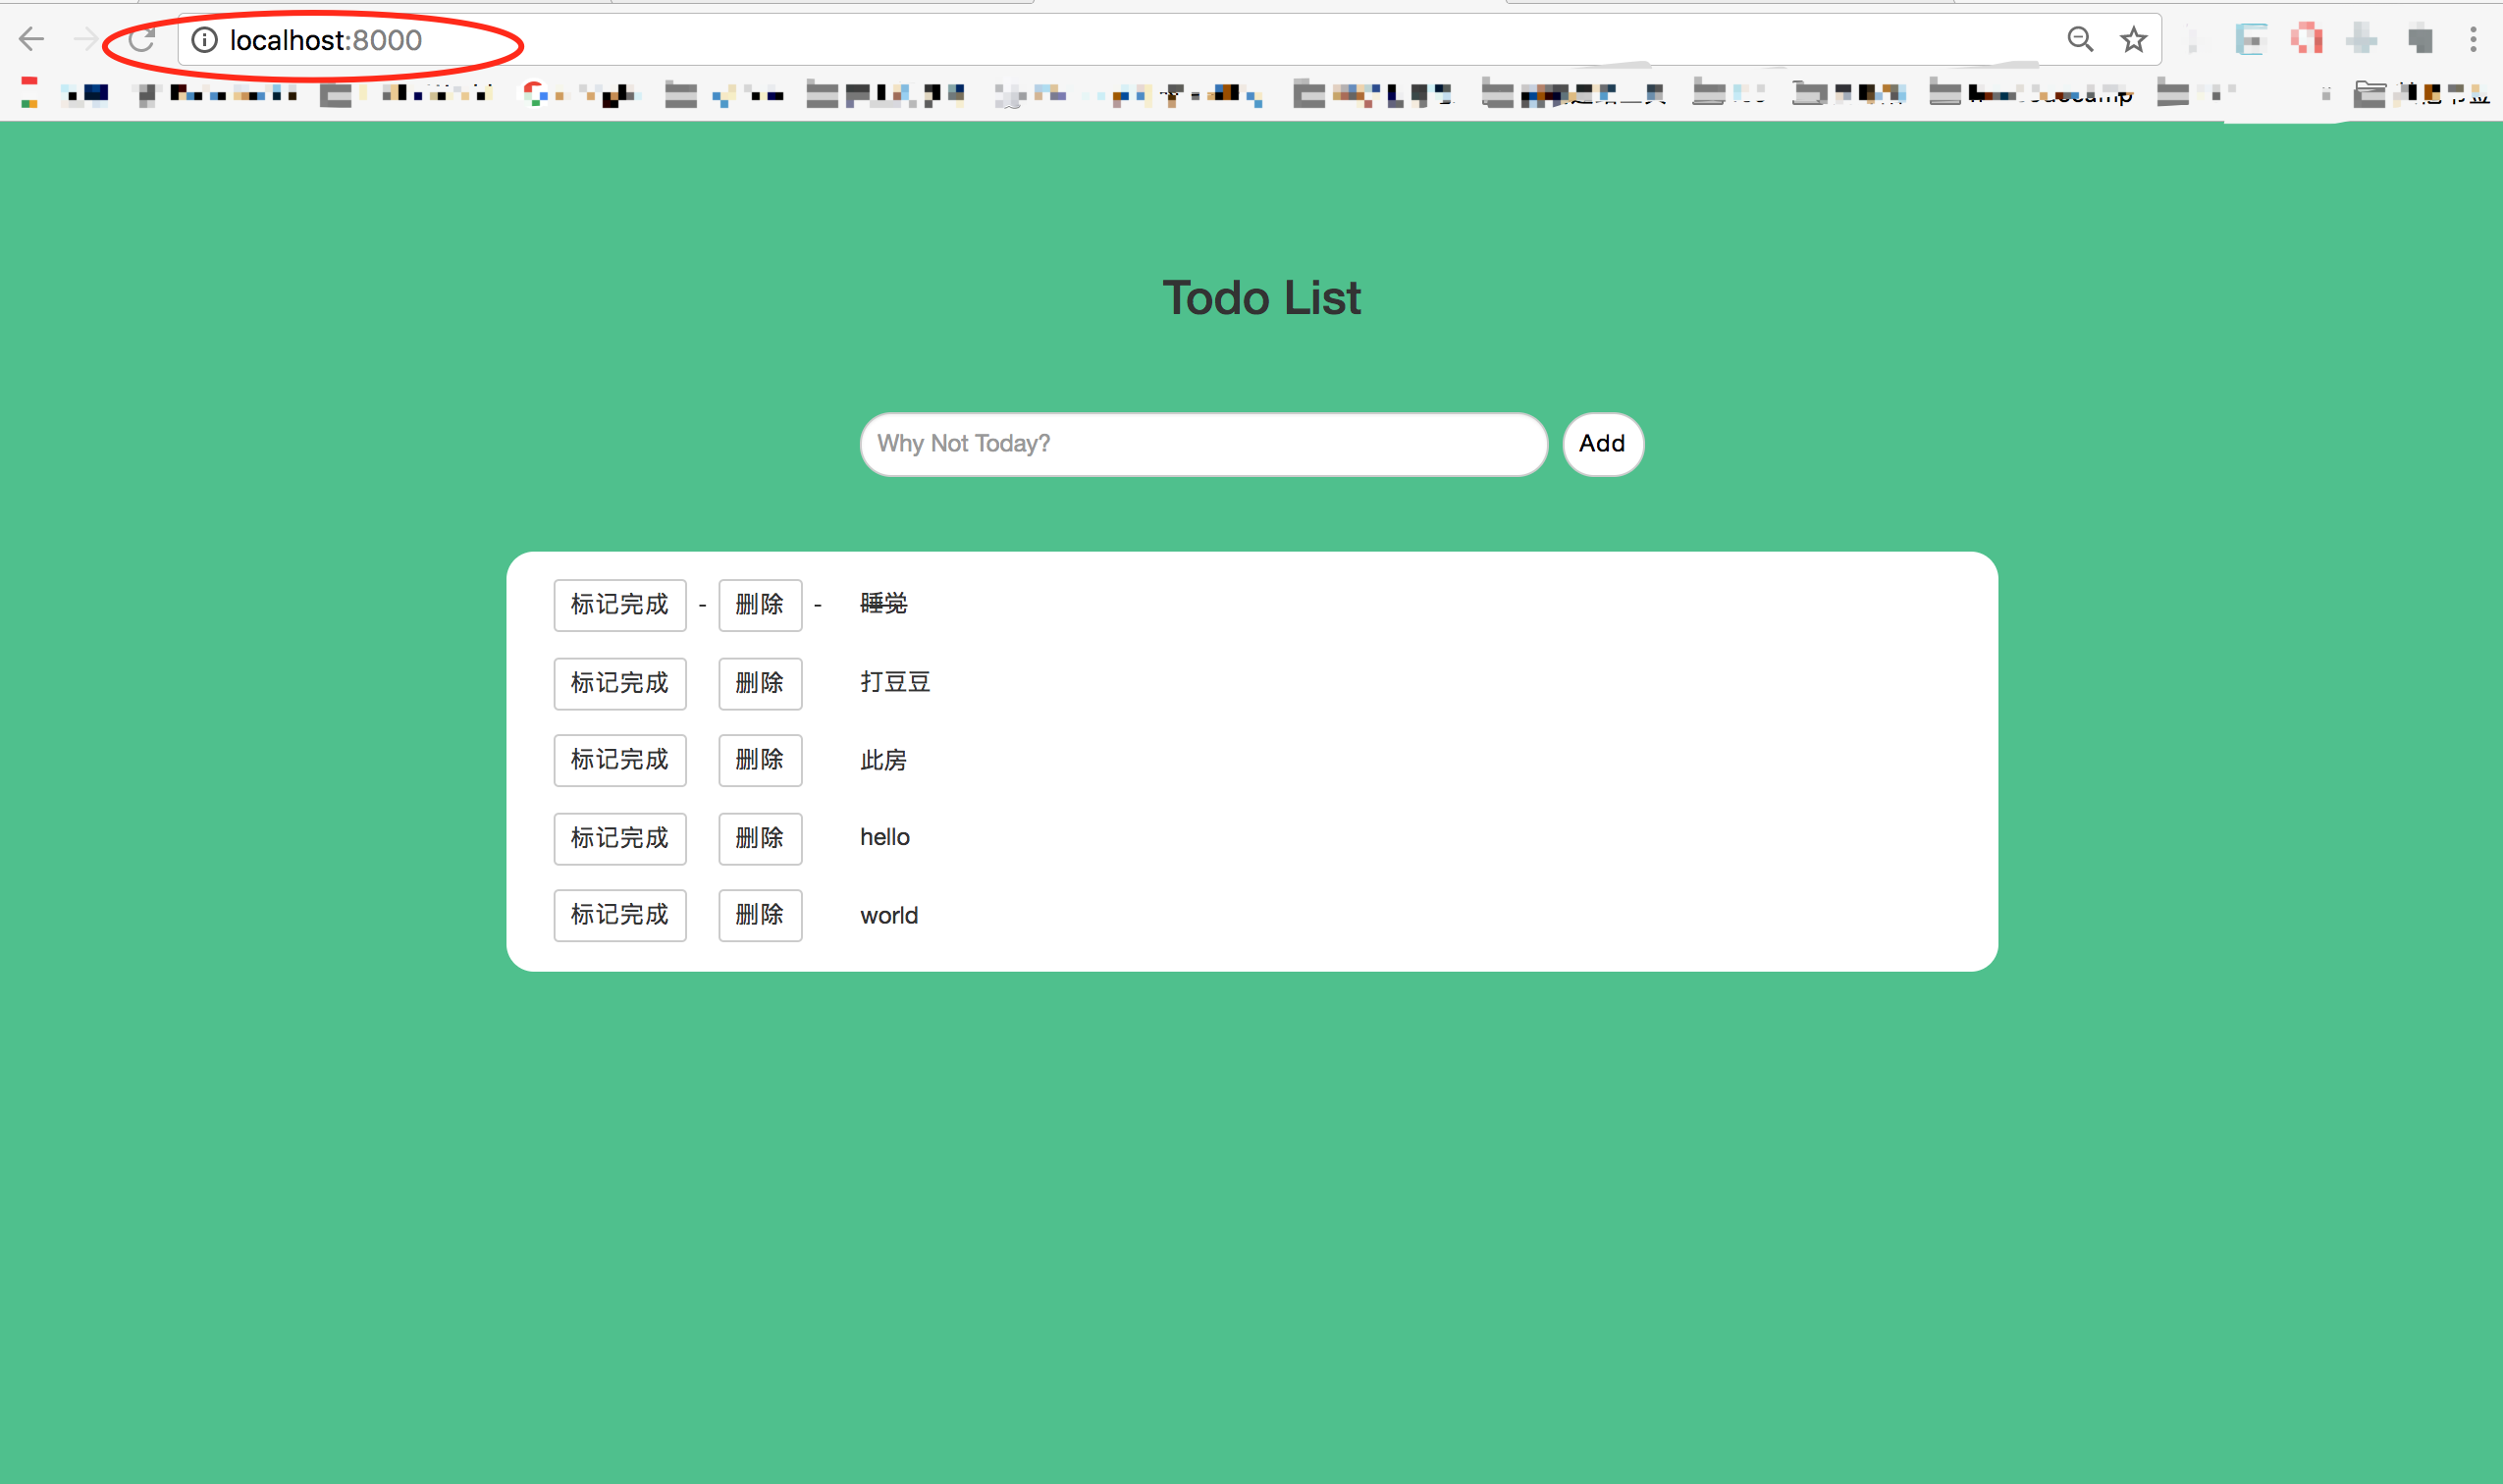 localhost:8000
Todo List
Why Not Today? Add
标记完成 - 删除 - 睡觉
标记完成 删除 打豆豆
标记完成 删除 此房
标记完成 删除 hello
标记完成 删除 world